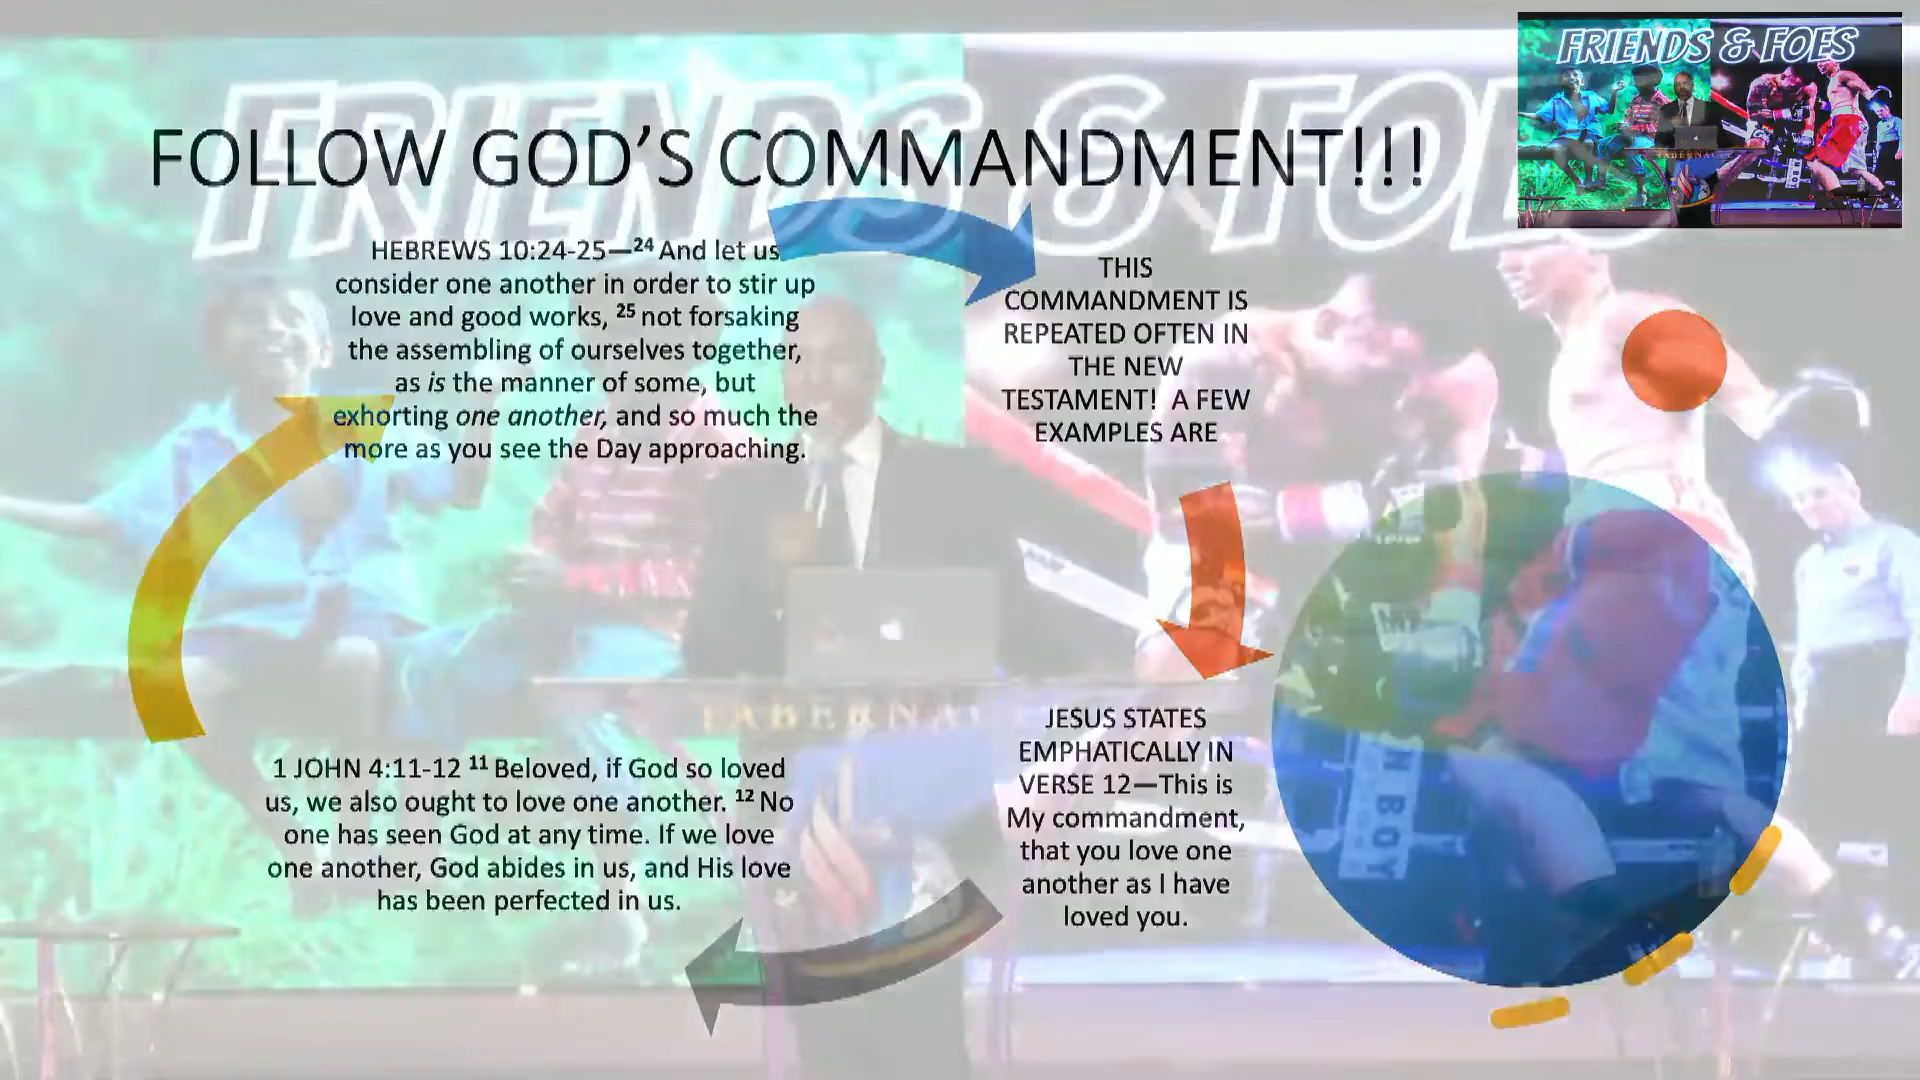 FRIENDS & FOES
FOLLOW GOD'S COMMANDMENT!!!
FRIENDS & FOES
TABERNACLE
HEBREWS 10:24-25—24 And let us
consider one another in order to stir up
love and good works, 25 not forsaking
the assembling of ourselves together,
as is the manner of some, but
exhorting one another, and so much the
more as you see the Day approaching.
THIS
COMMANDMENT IS
REPEATED OFTEN IN
THE NEW
TESTAMENT! A FEW
EXAMPLES ARE
JESUS STATES
EMPHATICALLY IN
VERSE 12—This is
My commandment,
that you love one
another as I have
loved you.
1 JOHN 4:11-12 11 Beloved, if God so loved
us, we also ought to love one another. 12 No
one has seen God at any time. If we love
one another, God abides in us, and His love
has been perfected in us.